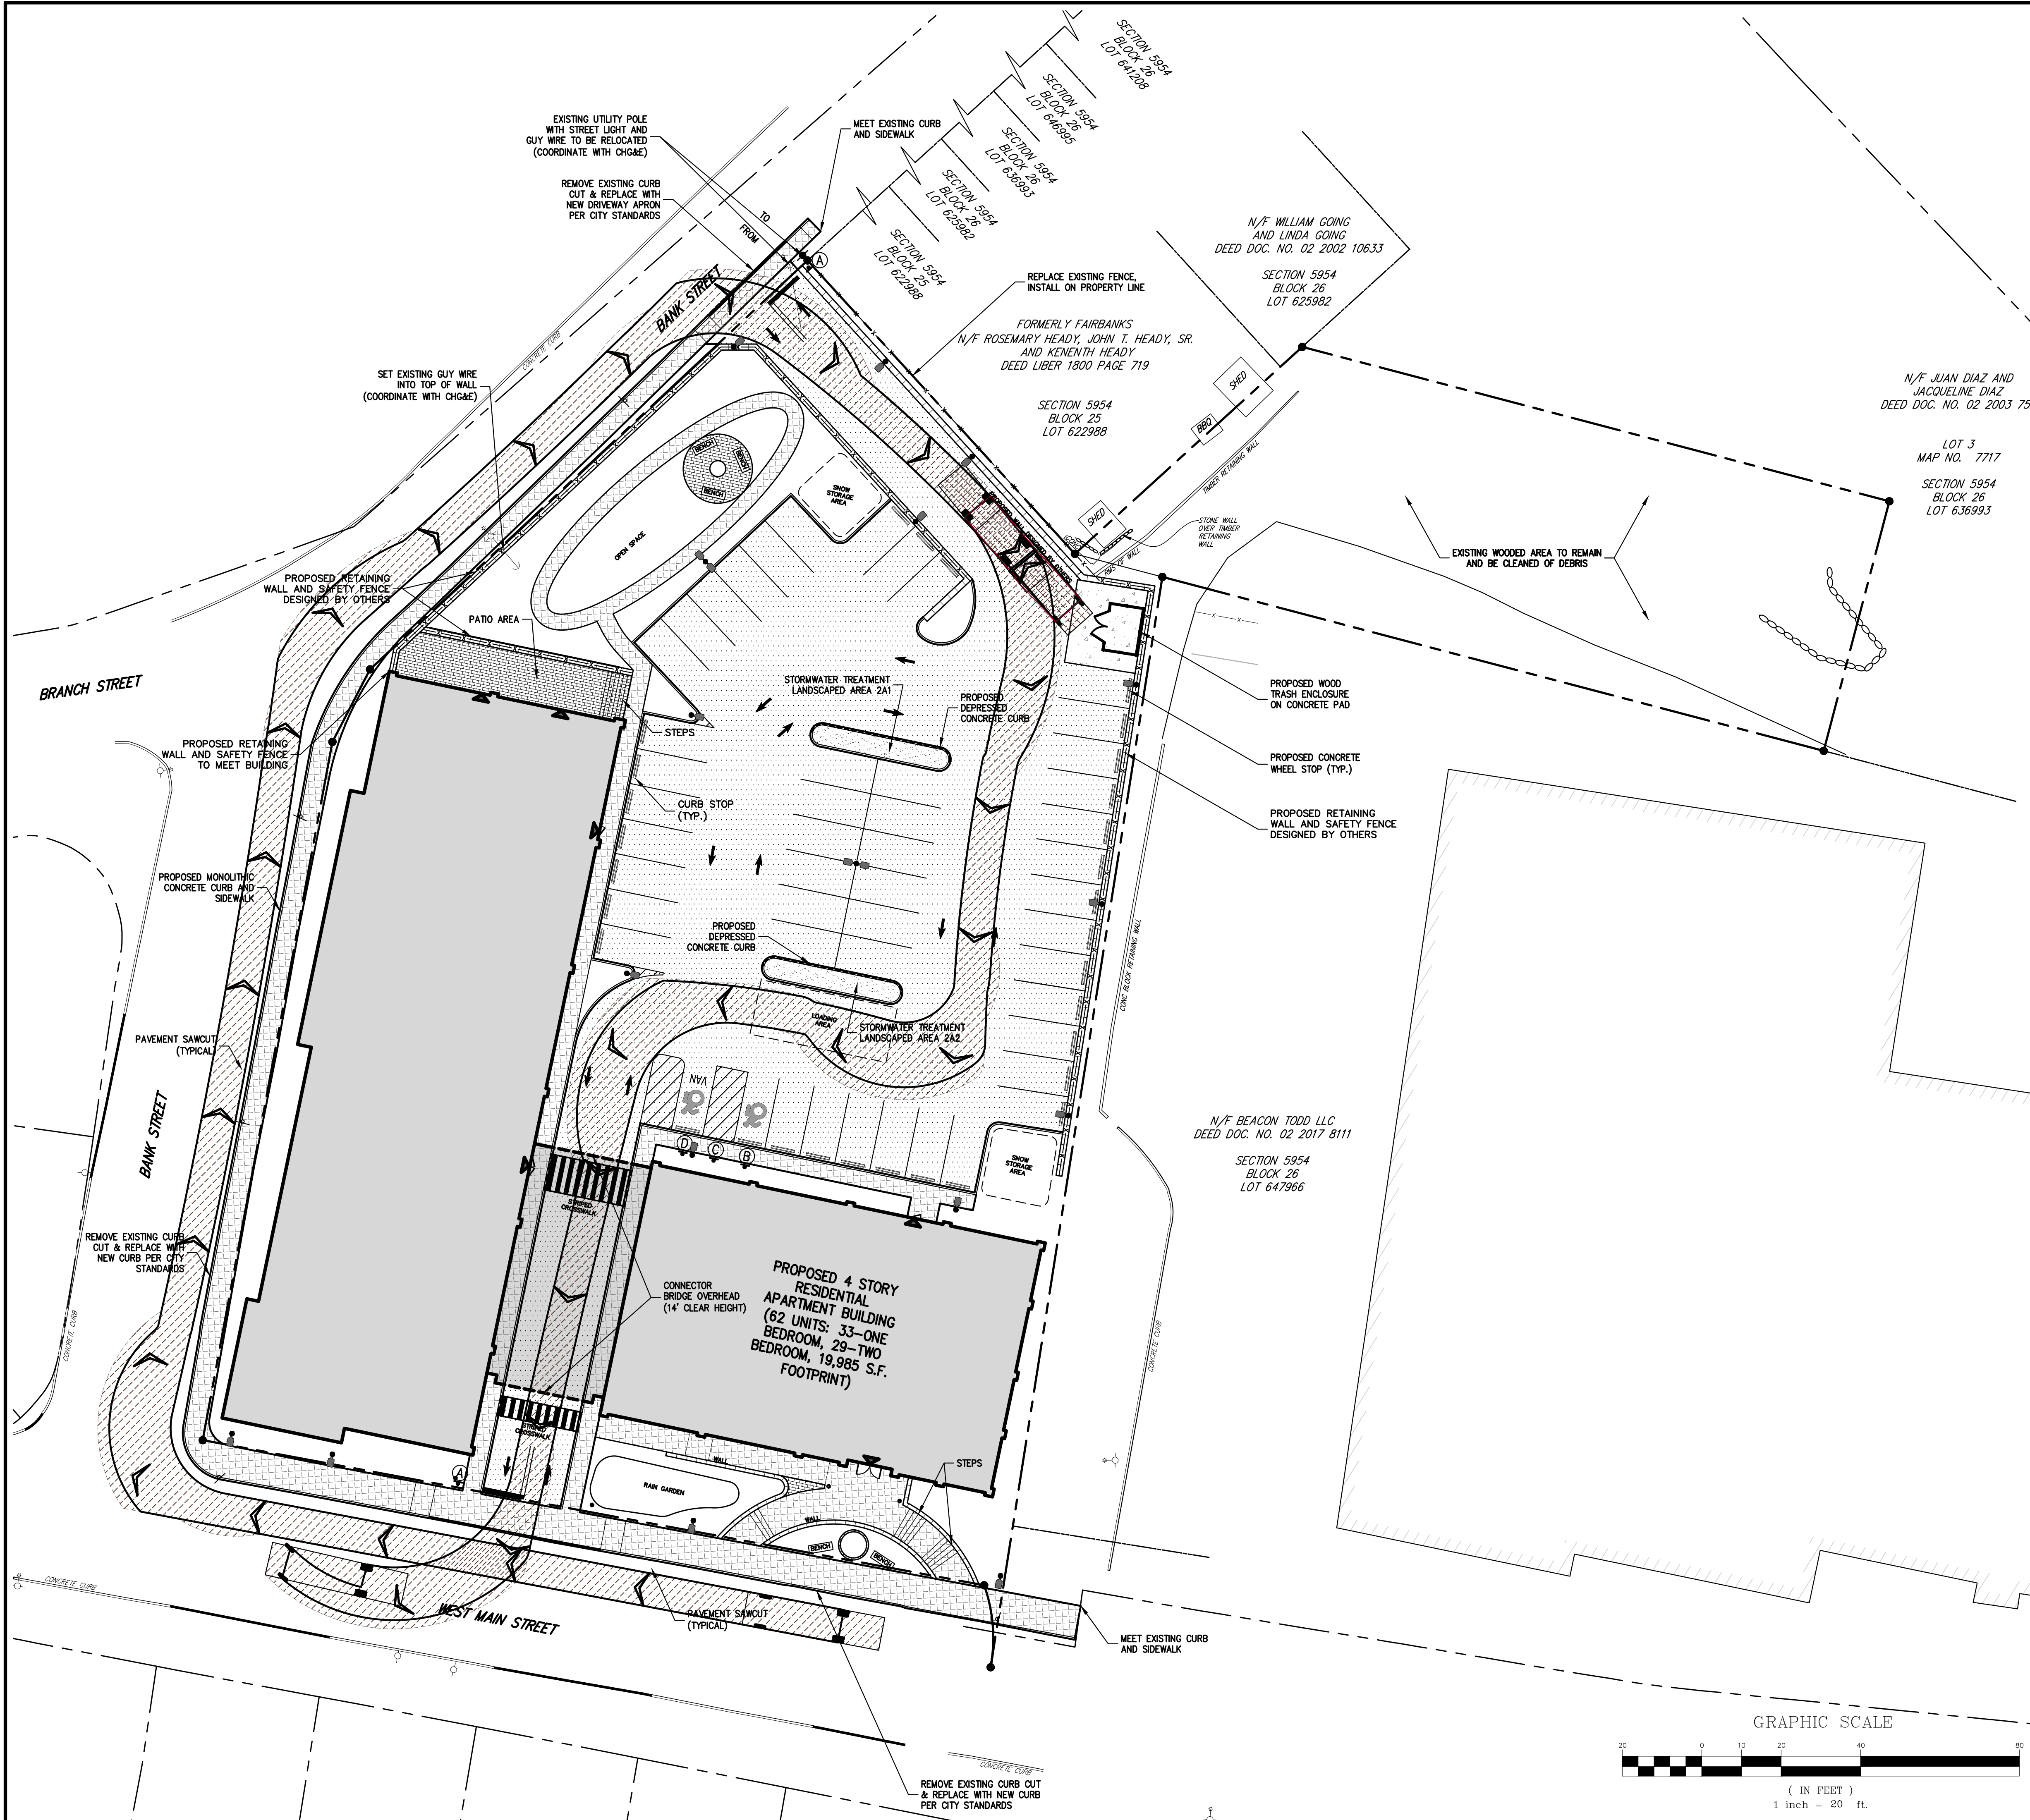 SECTION 5954
BLOCK 26
LOT 641208
SECTION 5954
BLOCK 26
LOT 646995
SECTION 5954
BLOCK 26
LOT 636993
SECTION 5954
BLOCK 26
LOT 625982
SECTION 5954
BLOCK 25
LOT 622988
EXISTING UTILITY POLE
WITH STREET LIGHT AND
GUY WIRE TO BE RELOCATED
(COORDINATE WITH CHG&E)
MEET EXISTING CURB
AND SIDEWALK
REMOVE EXISTING CURB
CUT & REPLACE WITH
NEW DRIVEWAY APRON
PER CITY STANDARDS
TO
FROM
A
N/F WILLIAM GOING
AND LINDA GOING
DEED DOC. NO. 02 2002 10633
SECTION 5954
BLOCK 26
LOT 625982
REPLACE EXISTING FENCE,
INSTALL ON PROPERTY LINE
BANK STREET
CONCRETE CURB
FORMERLY FAIRBANKS
N/F ROSEMARY HEADY, JOHN T. HEADY, SR.
AND KENENTH HEADY
DEED LIBER 1800 PAGE 719
SECTION 5954
BLOCK 25
LOT 622988
SET EXISTING GUY WIRE
INTO TOP OF WALL
(COORDINATE WITH CHG&E)
SHED
BBQ
TIMBER RETAINING WALL
N/F JUAN DIAZ AND
JACQUELINE DIAZ
DEED DOC. NO. 02 2003 75
LOT 3
MAP NO. 7717
SECTION 5954
BLOCK 26
LOT 636993
BENCH
BENCH
BENCH
SNOW
STORAGE
AREA
OPEN SPACE
PROPOSED WALL DESIGNED BY OTHERS
SHED
STONE WALL
OVER TIMBER
RETAINING
WALL
RMS OF WALL
EXISTING WOODED AREA TO REMAIN
AND BE CLEANED OF DEBRIS
PROPOSED RETAINING
WALL AND SAFETY FENCE
DESIGNED BY OTHERS
PATIO AREA
BRANCH STREET
STORMWATER TREATMENT
LANDSCAPED AREA 2A1
PROPOSED
DEPRESSED
CONCRETE CURB
PROPOSED WOOD
TRASH ENCLOSURE
ON CONCRETE PAD
STEPS
PROPOSED RETAINING
WALL AND SAFETY FENCE
TO MEET BUILDING
PROPOSED CONCRETE
WHEEL STOP (TYP.)
CURB STOP
(TYP.)
PROPOSED RETAINING
WALL AND SAFETY FENCE
DESIGNED BY OTHERS
PROPOSED MONOLITHIC
CONCRETE CURB AND
SIDEWALK
PROPOSED
DEPRESSED
CONCRETE CURB
CONC BLOCK RETAINING WALL
LOADING
AREA
STORMWATER TREATMENT
LANDSCAPED AREA 2A2
PAVEMENT SAWCUT
(TYPICAL)
VAN
BANK STREET
D
C
B
SNOW
STORAGE
AREA
N/F BEACON TODD LLC
DEED DOC. NO. 02 2017 8111
SECTION 5954
BLOCK 26
LOT 647966
STRIPED
CROSSWALK
REMOVE EXISTING CURB
CUT & REPLACE WITH
NEW CURB PER CITY
STANDARDS
CONNECTOR
BRIDGE OVERHEAD
(14' CLEAR HEIGHT)
PROPOSED 4 STORY
RESIDENTIAL
APARTMENT BUILDING
(62 UNITS: 33-ONE
BEDROOM, 29-TWO
BEDROOM, 19,985 S.F.
FOOTPRINT)
CONCRETE CURB
CONCRETE CURB
STRIPED
CROSSWALK
A
WALL
STEPS
RAIN GARDEN
WALL
BENCH
BENCH
CONCRETE CURB
WEST MAIN STREET
PAVEMENT SAWCUT
(TYPICAL)
MEET EXISTING CURB
AND SIDEWALK
CONCRETE CURB
REMOVE EXISTING CURB CUT
& REPLACE WITH NEW CURB
PER CITY STANDARDS
GRAPHIC SCALE
20 0 10 20 40 80
( IN FEET )
1 inch = 20 ft.